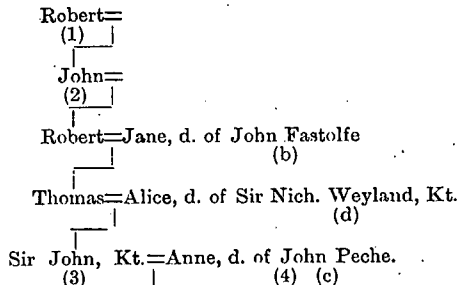 Robert=
(1)
John=
(2)
Robert=Jane, d. of John Fastolfe
(b)
Thomas=Alice, d. of Sir Nich. Weyland, Kt.
(d)
Sir John, Kt.=Anne, d. of John Peche.
(3) (4) (c)